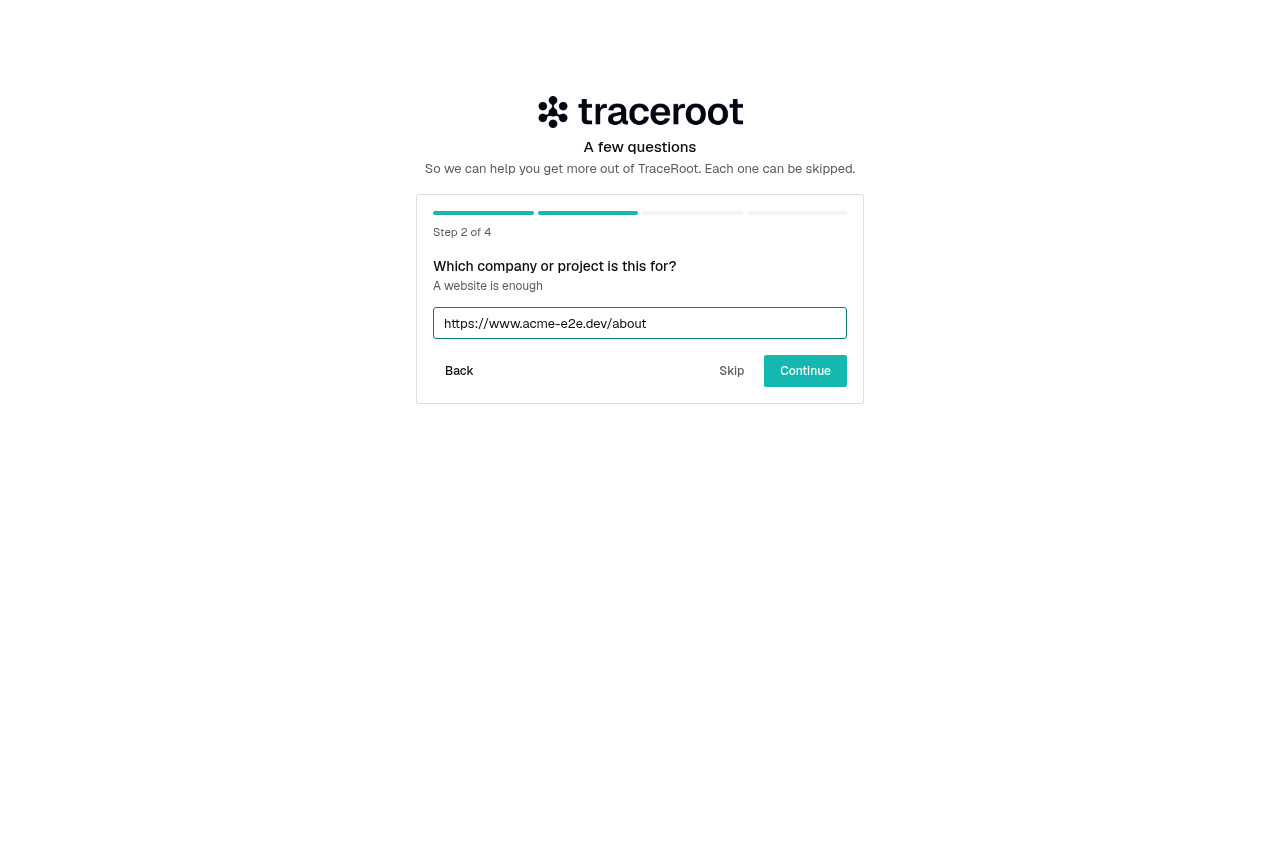 traceroot
A few questions
So we can help you get more out of TraceRoot. Each one can be skipped.
Step 2 of 4
Which company or project is this for?
A website is enough
https://www.acme-e2e.dev/about
Back Skip Continue